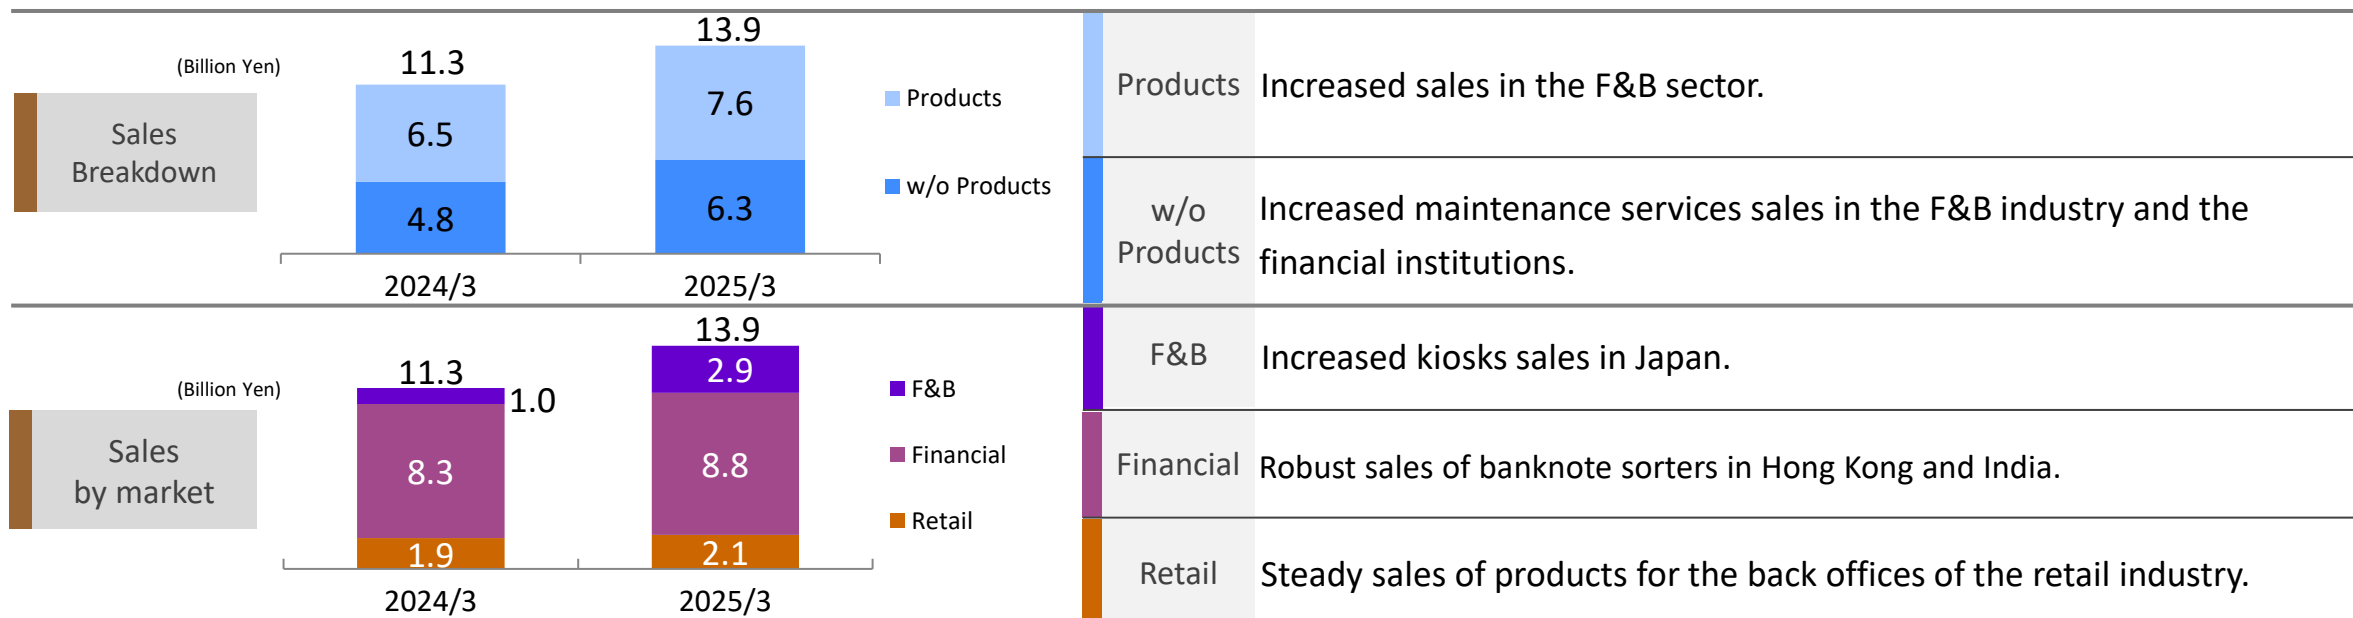 Sales
Breakdown
(Billion Yen)
11.3
6.5
4.8
2024/3
13.9
7.6
6.3
2025/3
Products
w/o Products
Products
Increased sales in the F&B sector.
w/o
Products
Increased maintenance services sales in the F&B industry and the
financial institutions.
Sales
by market
(Billion Yen)
11.3
1.0
8.3
1.9
2024/3
13.9
2.9
8.8
2.1
2025/3
F&B
Financial
Retail
F&B
Increased kiosks sales in Japan.
Financial
Robust sales of banknote sorters in Hong Kong and India.
Retail
Steady sales of products for the back offices of the retail industry.